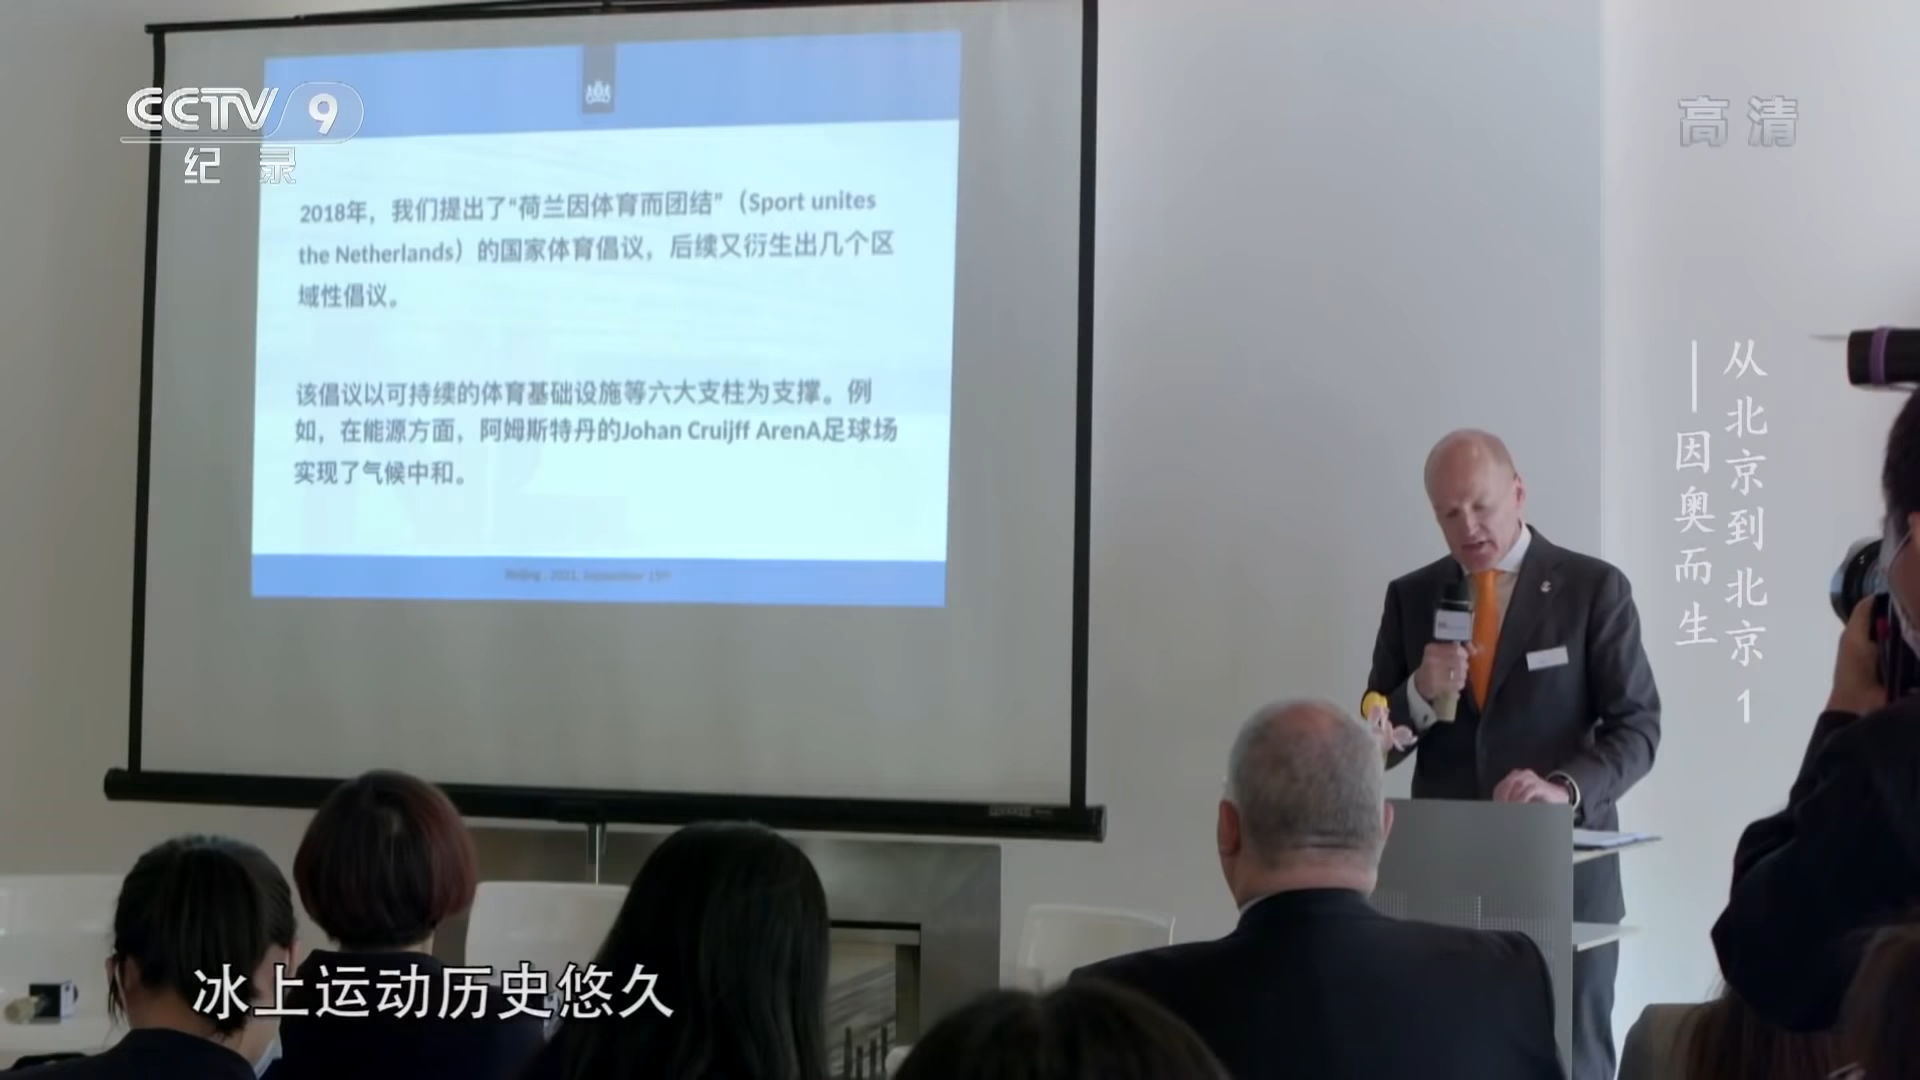 CCTV 9
纪录
高清
2018年，我们提出了“荷兰因体育而团结”（Sport unites
the Netherlands）的国家体育倡议，后续又衍生出几个区
域性倡议。
该倡议以可持续的体育基础设施等六大支柱为支撑。例
如，在能源方面，阿姆斯特丹的Johan Cruijff ArenA足球场
实现了气候中和。
Beijing, 2021, September 15th
从北京到北京 1
——因奥而生
冰上运动历史悠久